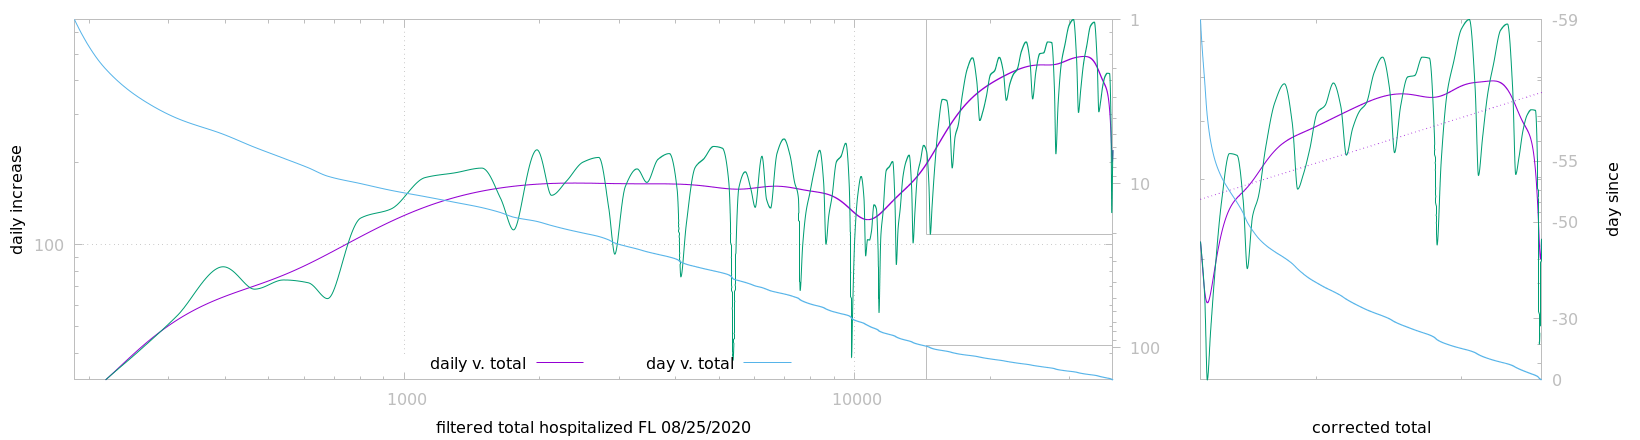 1
-59
daily increase
10
-55
-50
day since
100
-30
100
daily v. total
day v. total
0
1000
10000
filtered total hospitalized FL 08/25/2020
corrected total